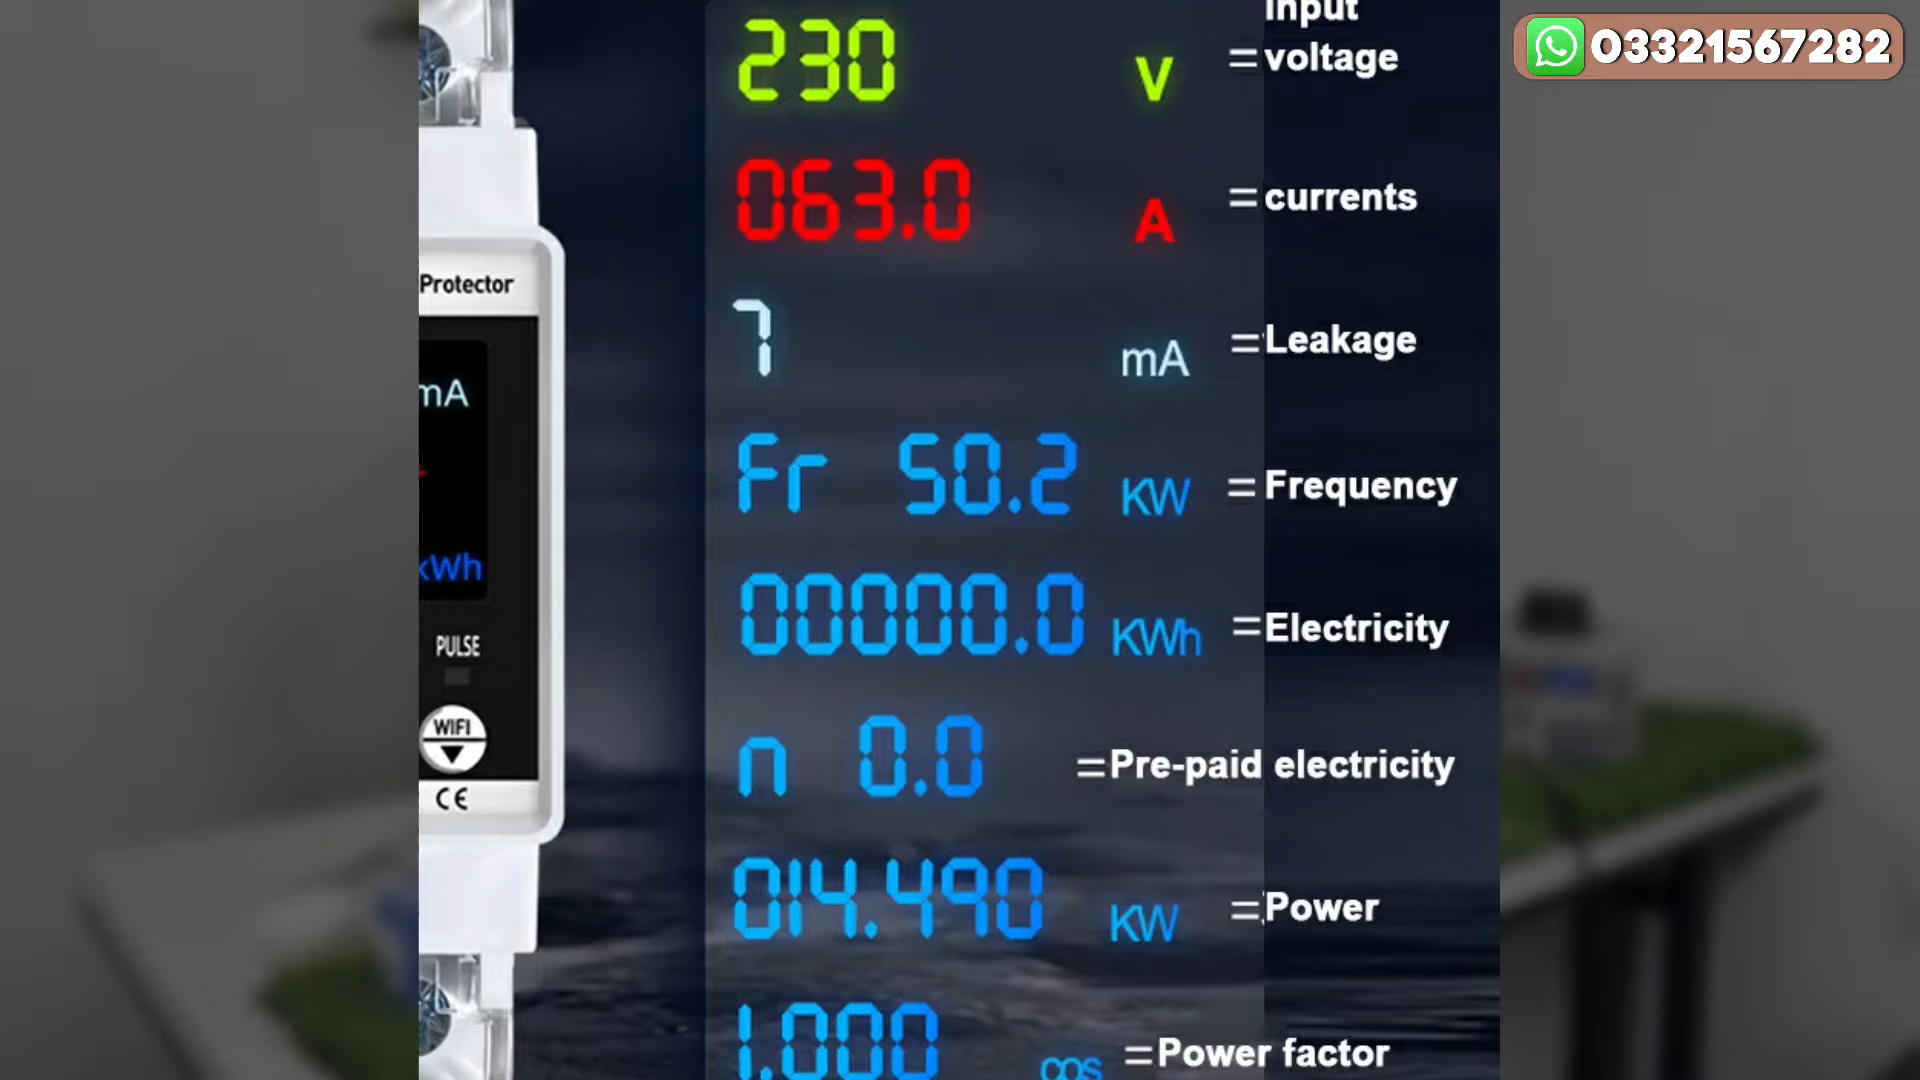 03321567282
Input
230 V =voltage
063.0 A =currents
Protector
7 mA =Leakage
mA
Fr 50.2 KW =Frequency
kWh
00000.0 KWh =Electricity
PULSE
WIFI
n 0.0 =Pre-paid electricity
CE
014.490 KW =Power
1.000 cos =Power factor